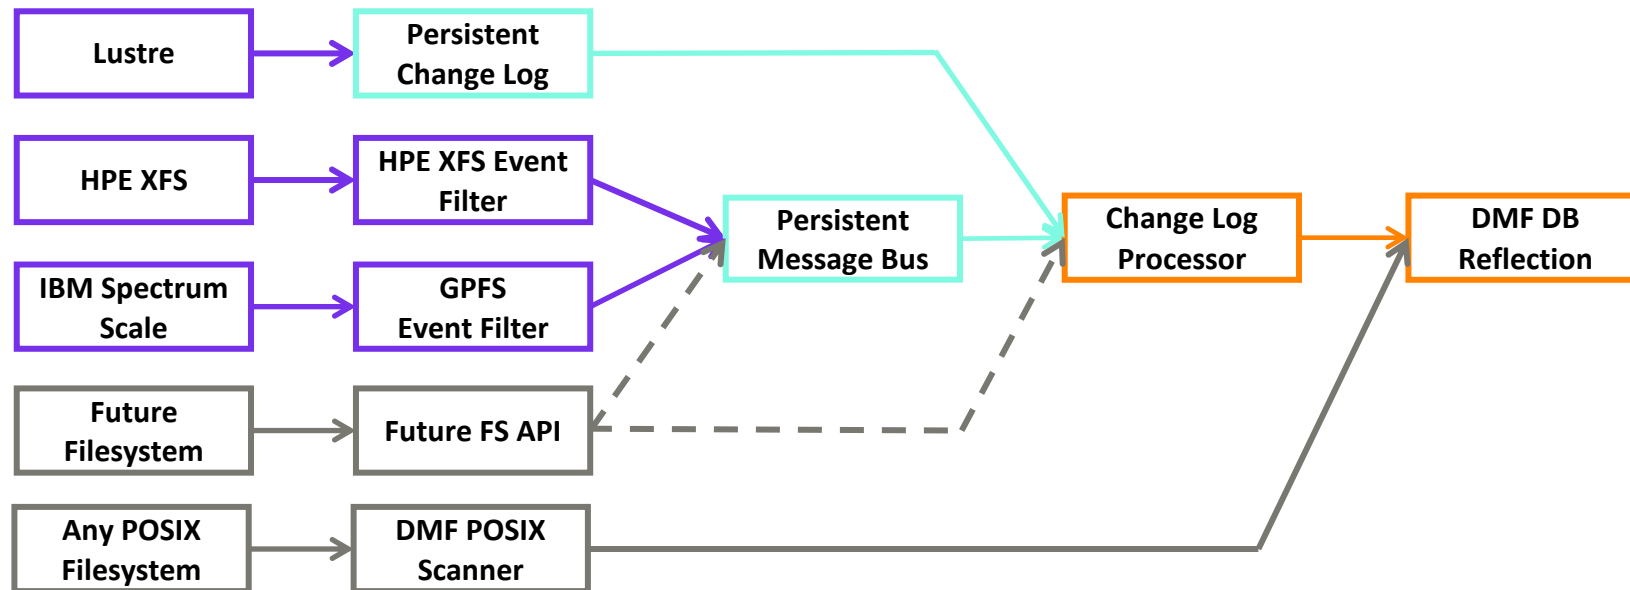 Lustre
Persistent
Change Log
HPE XFS
HPE XFS Event
Filter
Persistent
Message Bus
Change Log
Processor
DMF DB
Reflection
IBM Spectrum
Scale
GPFS
Event Filter
Future
Filesystem
Future FS API
Any POSIX
Filesystem
DMF POSIX
Scanner